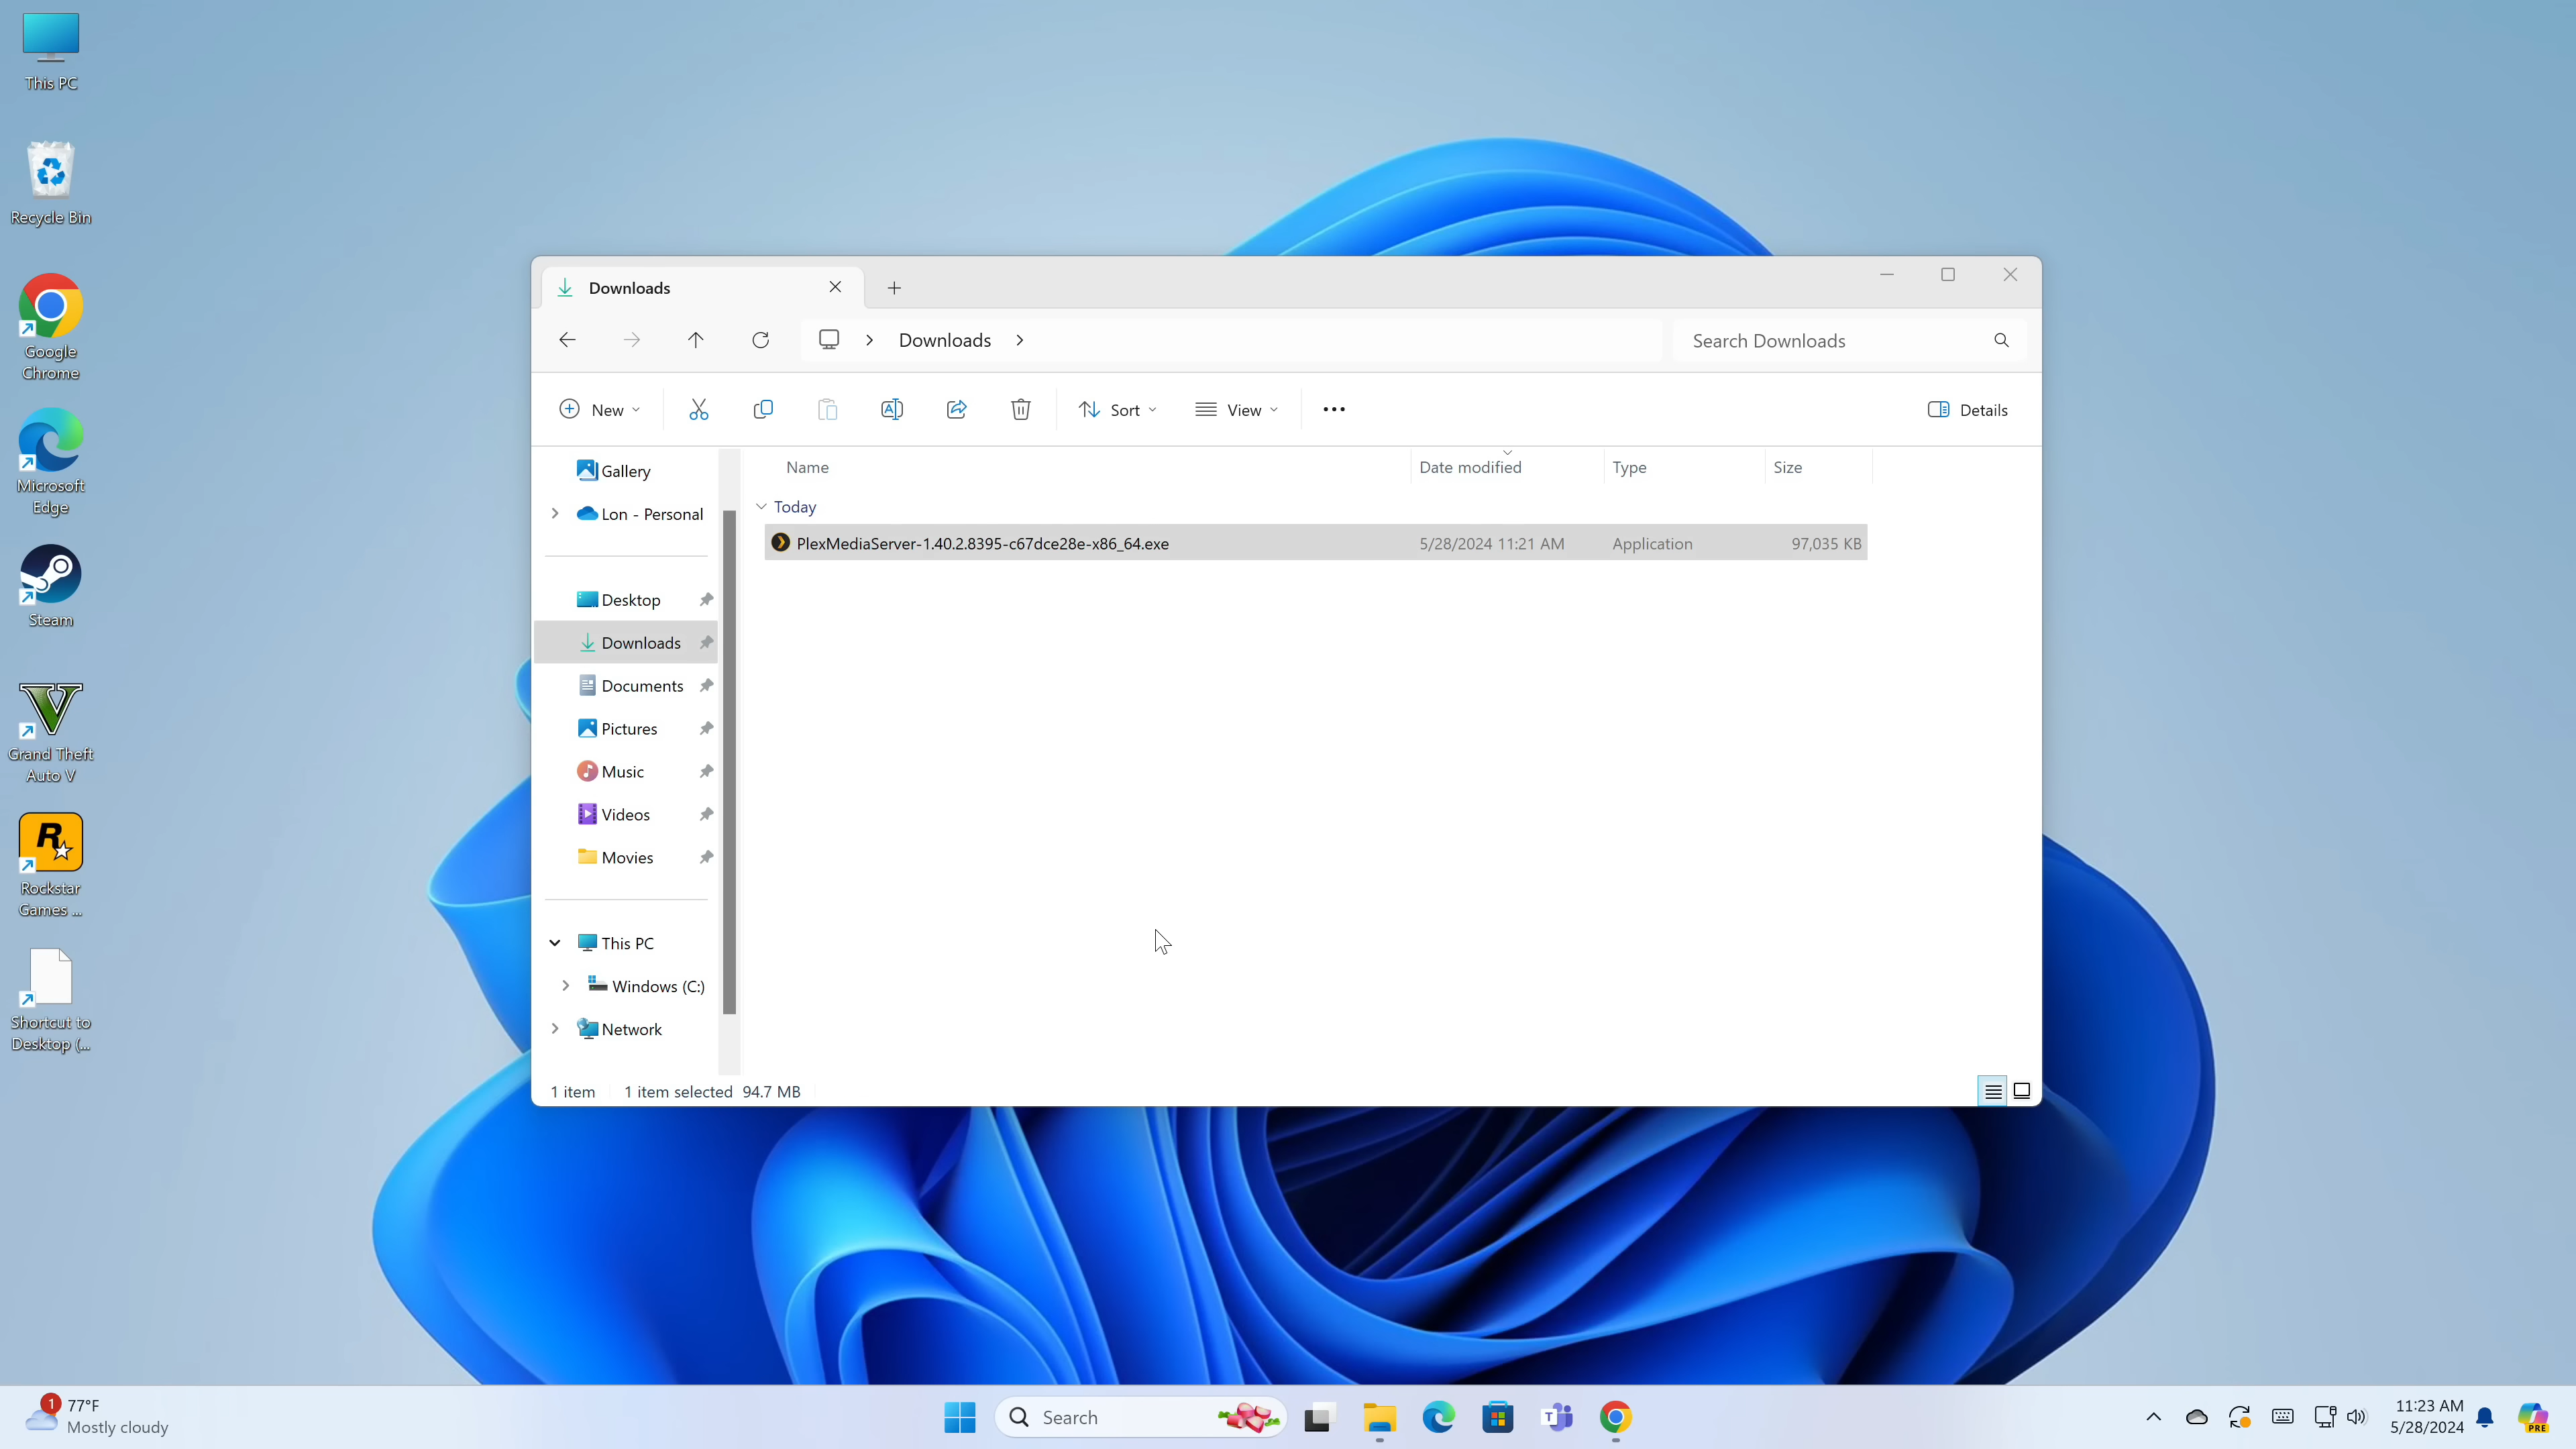 This PC
Recycle Bin
Google
Chrome
Microsoft
Edge
Steam
Grand Theft
Auto V
R
Rockstar
Games ...
Shortcut to
Desktop (...
Downloads
Downloads
Search Downloads
New
Sort
View
Details
Gallery
Lon - Personal
Desktop
Downloads
Documents
Pictures
Music
Videos
Movies
This PC
Windows (C:)
Network
Name Date modified Type Size
Today
PlexMediaServer-1.40.2.8395-c67dce28e-x86_64.exe 5/28/2024 11:21 AM Application 97,035 KB
1 item 1 item selected 94.7 MB
1
77°F
Mostly cloudy
Search
T
11:23 AM
5/28/2024
PRE